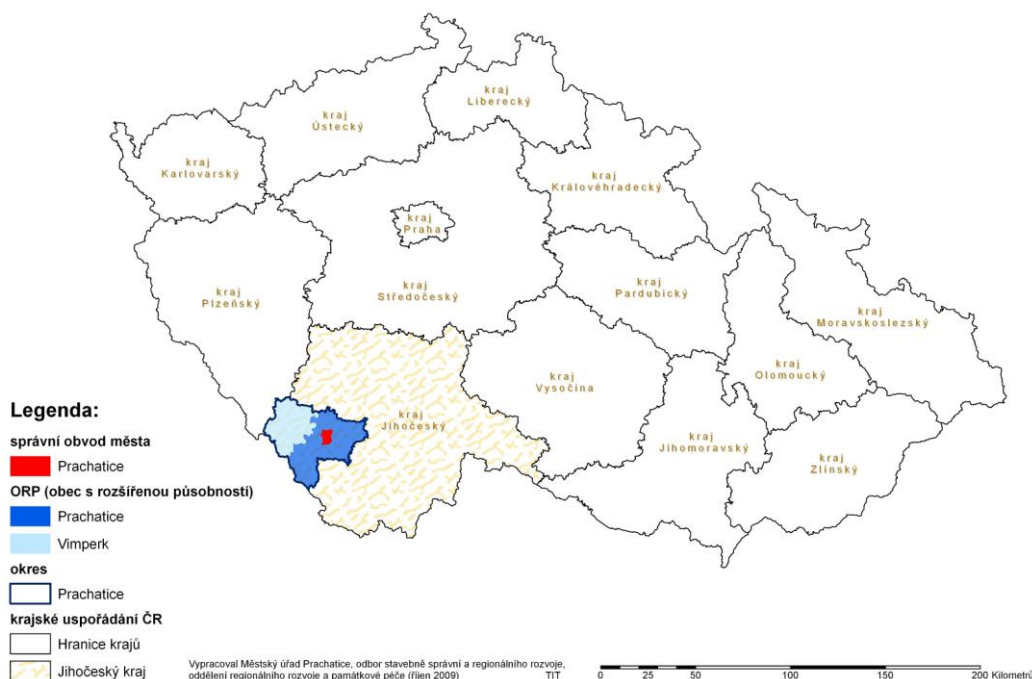 kraj
Liberecký
kraj
Ústecký
kraj
Karlovarský
kraj
Královéhradecký
kraj
Praha
kraj
Plzeňský
kraj
Středočeský
kraj
Pardubický
kraj
Moravskoslezský
kraj
Vysočina
kraj
Olomoucký
kraj
Jihočeský
kraj
Jihomoravský
kraj
Zlínský
Legenda:
správní obvod města
Prachatice
ORP (obec s rozšířenou působností)
Prachatice
Vimperk
okres
Prachatice
krajské uspořádání ČR
Hranice krajů
Jihočeský kraj
Vypracoval Městský úřad Prachatice, odbor stavebně správní a regionálního rozvoje,
oddělení regionálního rozvoje a památkové péče (říjen 2009) TIT
0 25 50 100 150 200 Kilometrů